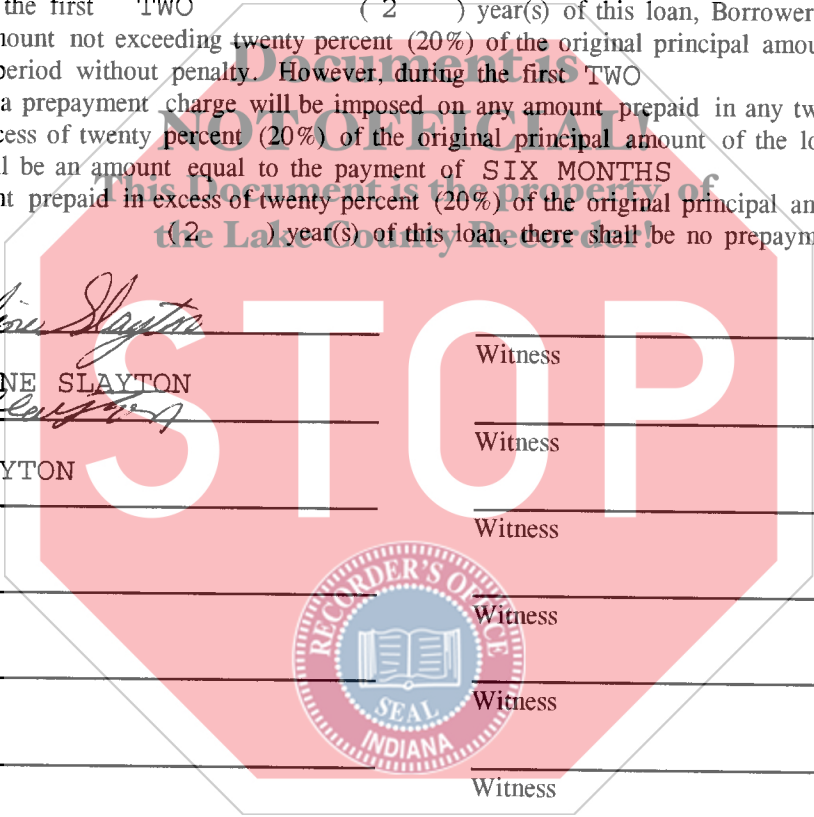 the first TWO ( 2 ) year(s) of this loan, Borrower
ount not exceeding twenty percent (20%) of the original principal amou
period without penalty. However, during the first TWO
Document is
a prepayment charge will be imposed on any amount prepaid in any tw
NOT OFFICIAL!
cess of twenty percent (20%) of the original principal amount of the lo
l be an amount equal to the payment of SIX MONTHS
This Document is the property of
nt prepaid in excess of twenty percent (20%) of the original principal an
the Lake County Recorder!
(2 ) year(s) of this loan, there shall be no prepaym
Slayton
Witness
NE SLAYTON
STOP
Witness
YTON
Witness
RECORDER'S OFFICE
Witness
SEAL
Witness
INDIANA
Witness